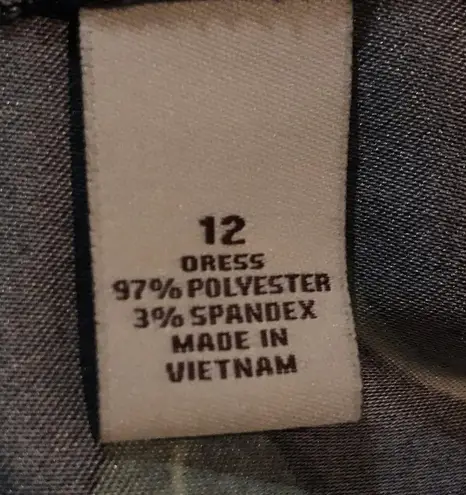 12
DRESS
97% POLYESTER
3% SPANDEX
MADE IN
VIETNAM